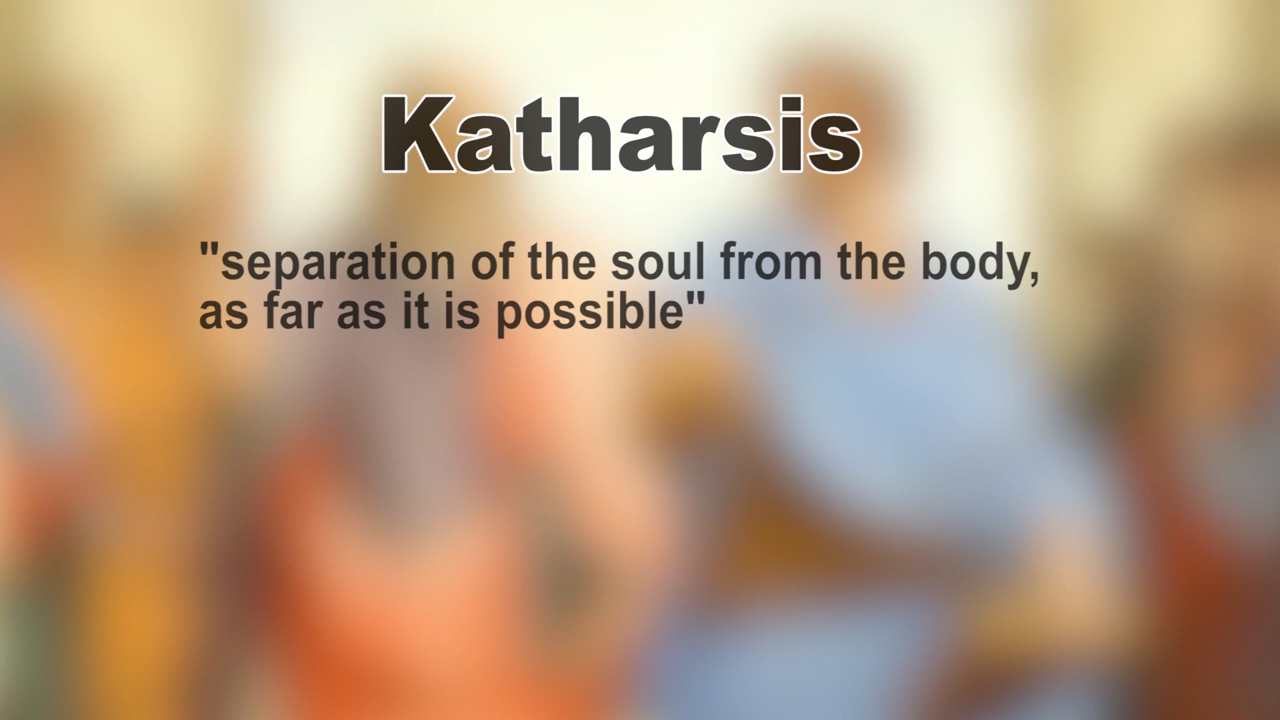 Katharsis
"separation of the soul from the body,
as far as it is possible"